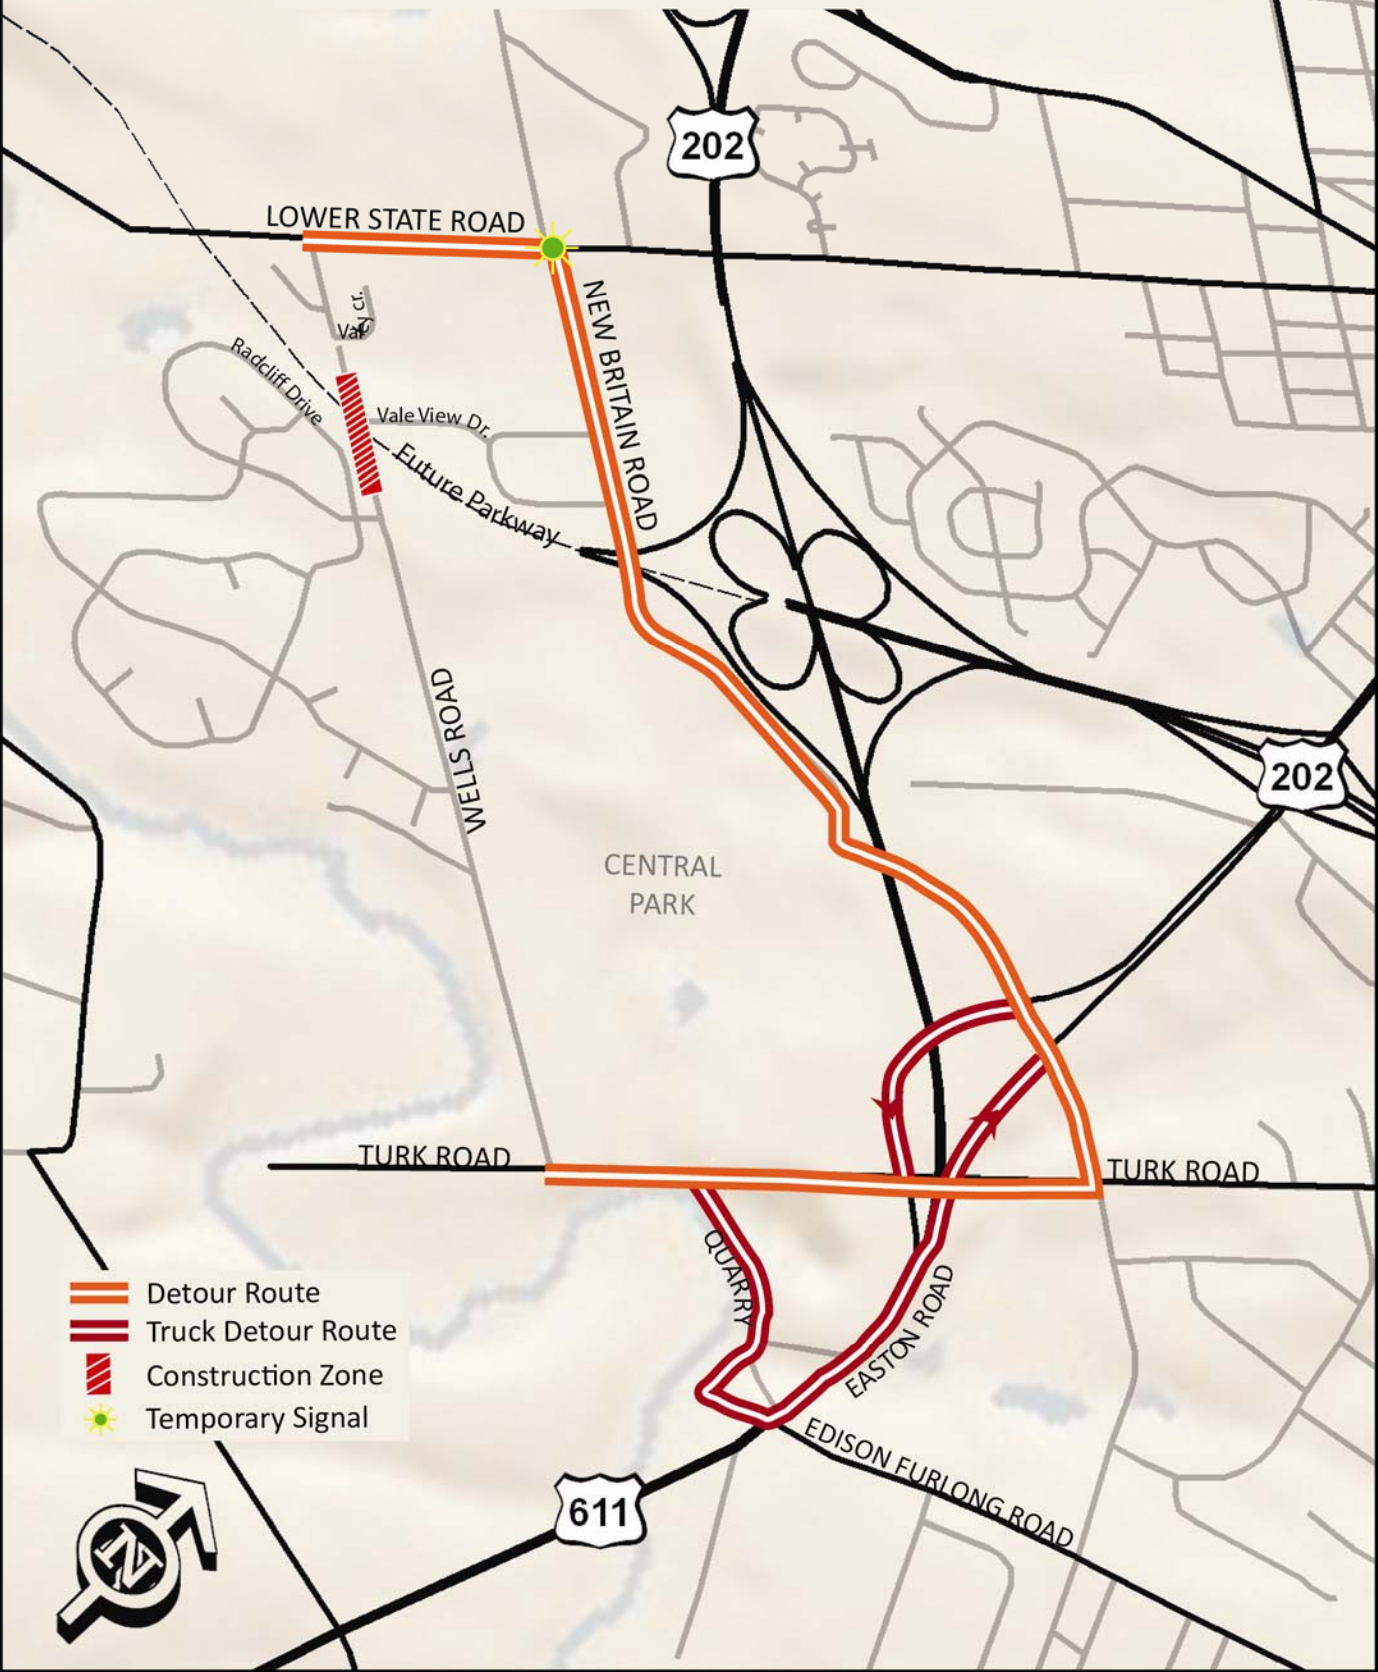 202
LOWER STATE ROAD
NEW BRITAIN ROAD
Radcliff Drive
Vale View Dr.
Future Parkway
WELLS ROAD
202
CENTRAL
PARK
TURK ROAD
TURK ROAD
QUARRY
EASTON ROAD
EDISON FURLONG ROAD
611
Detour Route
Truck Detour Route
Construction Zone
Temporary Signal
N